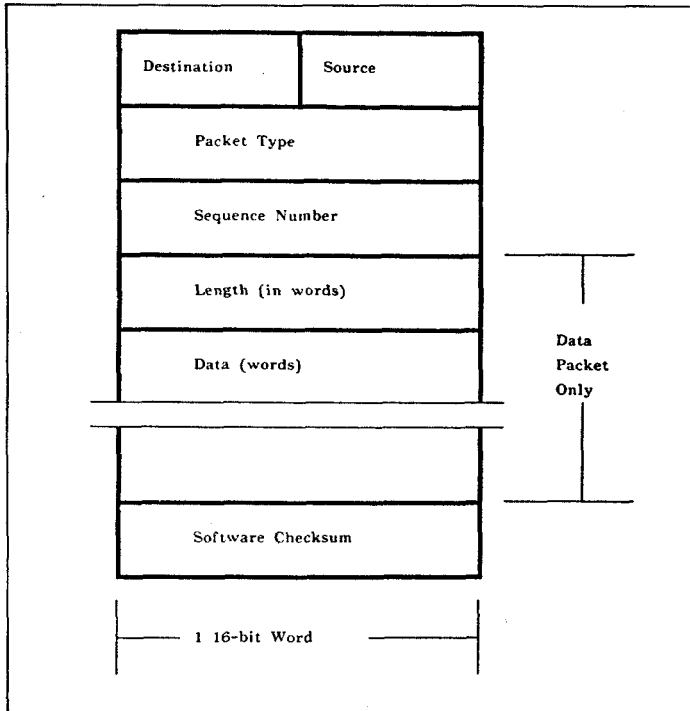 Destination Source
Packet Type
Sequence Number
Length (in words)
Data (words)
Data
Packet
Only
Software Checksum
1 16-bit Word